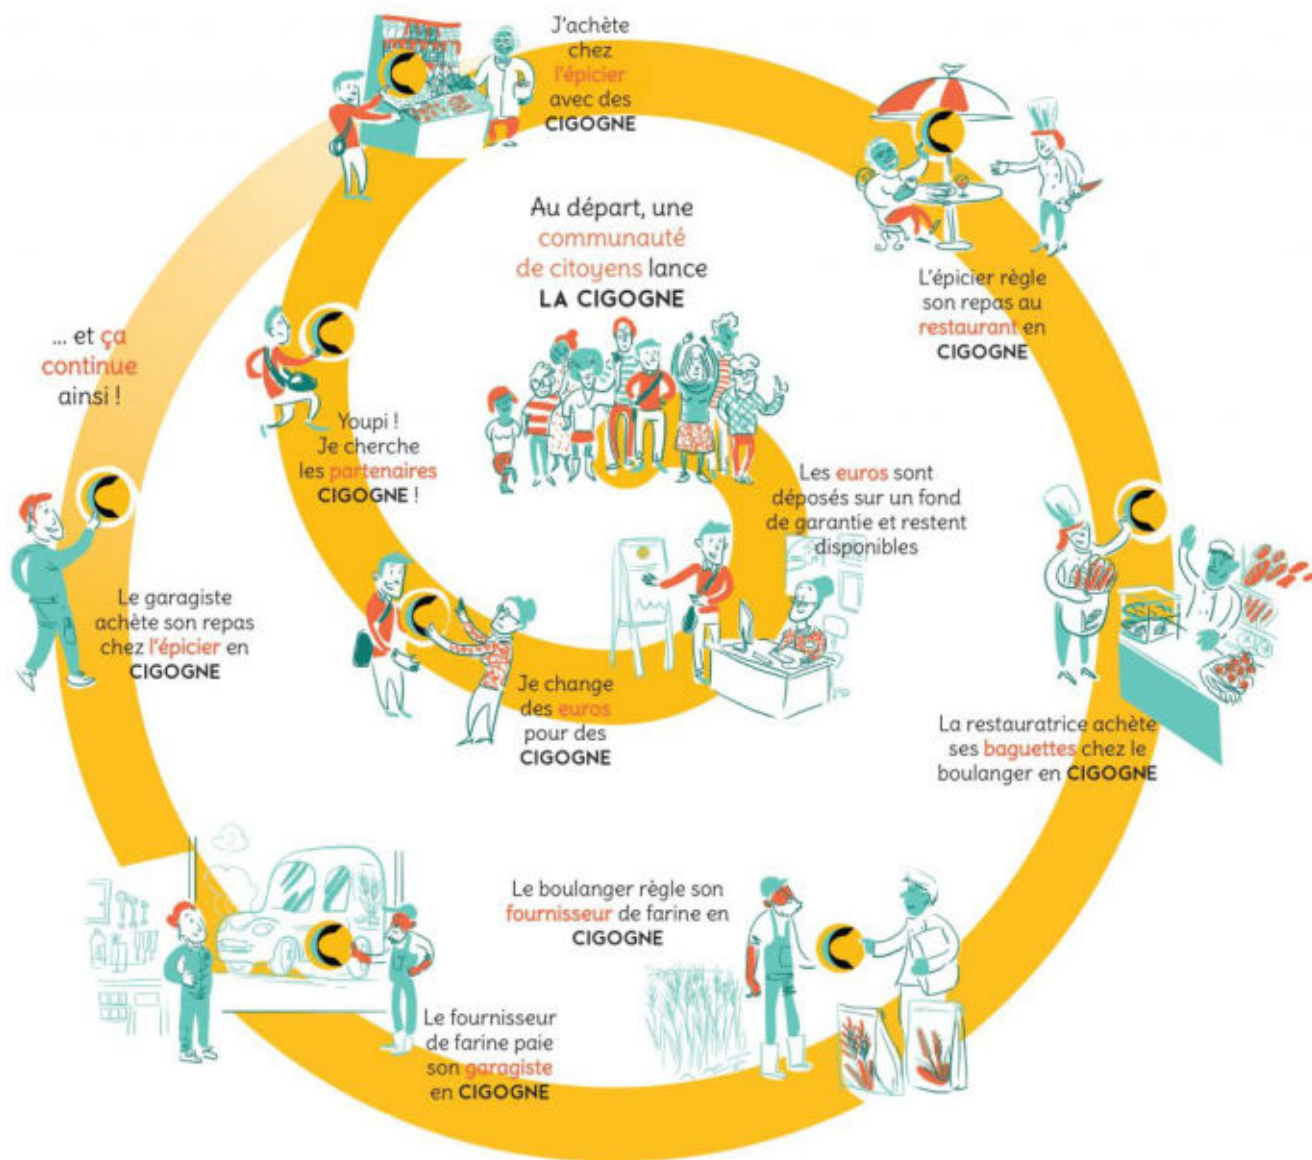 Au départ, une
communauté
de citoyens lance
LA CIGOGNE
Les euros sont
déposés sur un fond
de garantie et restent
disponibles
Je change
des euros
pour des
CIGOGNE
Youpi !
Je cherche
les partenaires
CIGOGNE !
J'achète
chez
l'épicier
avec des
CIGOGNE
L'épicier règle
son repas au
restaurant en
CIGOGNE
La restauratrice achète
ses baguettes chez le
boulanger en CIGOGNE
Le boulanger règle son
fournisseur de farine en
CIGOGNE
Le fournisseur
de farine paie
son garagiste
en CIGOGNE
Le garagiste
achète son repas
chez l'épicier en
CIGOGNE
... et ça
continue
ainsi !